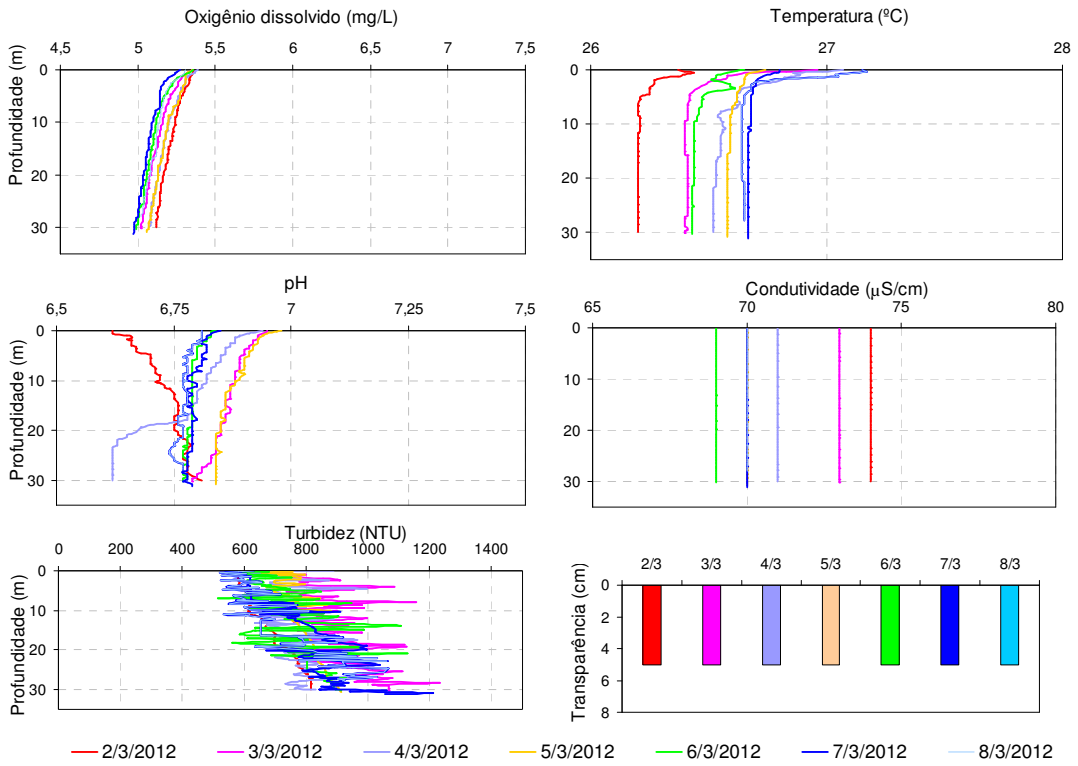 Oxigênio dissolvido (mg/L)
4,5 5 5,5 6 6,5 7 7,5
Profundidade (m)
0
10
20
30
Temperatura (ºC)
26 27 28
Profundidade (m)
0
10
20
30
pH
6,5 6,75 7 7,25 7,5
Profundidade (m)
0
10
20
30
Condutividade (µS/cm)
65 70 75 80
0
10
20
30
Turbidez (NTU)
0 200 400 600 800 1000 1200 1400
Profundidade (m)
0
10
20
30
2/3 3/3 4/3 5/3 6/3 7/3 8/3
Transparência (cm)
0
2
4
6
8
2/3/2012 3/3/2012 4/3/2012 5/3/2012 6/3/2012 7/3/2012 8/3/2012